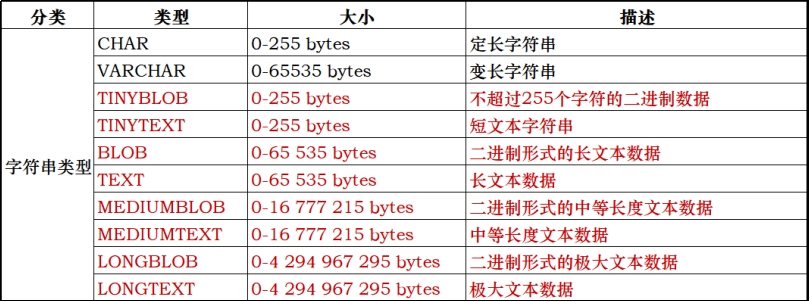 分类 类型 大小 描述
字符串类型
CHAR 0-255 bytes 定长字符串
VARCHAR 0-65535 bytes 变长字符串
TINYBLOB 0-255 bytes 不超过255个字符的二进制数据
TINYTEXT 0-255 bytes 短文本字符串
BLOB 0-65 535 bytes 二进制形式的长文本数据
TEXT 0-65 535 bytes 长文本数据
MEDIUMBLOB 0-16 777 215 bytes 二进制形式的中等长度文本数据
MEDIUMTEXT 0-16 777 215 bytes 中等长度文本数据
LONGBLOB 0-4 294 967 295 bytes 二进制形式的极大文本数据
LONGTEXT 0-4 294 967 295 bytes 极大文本数据